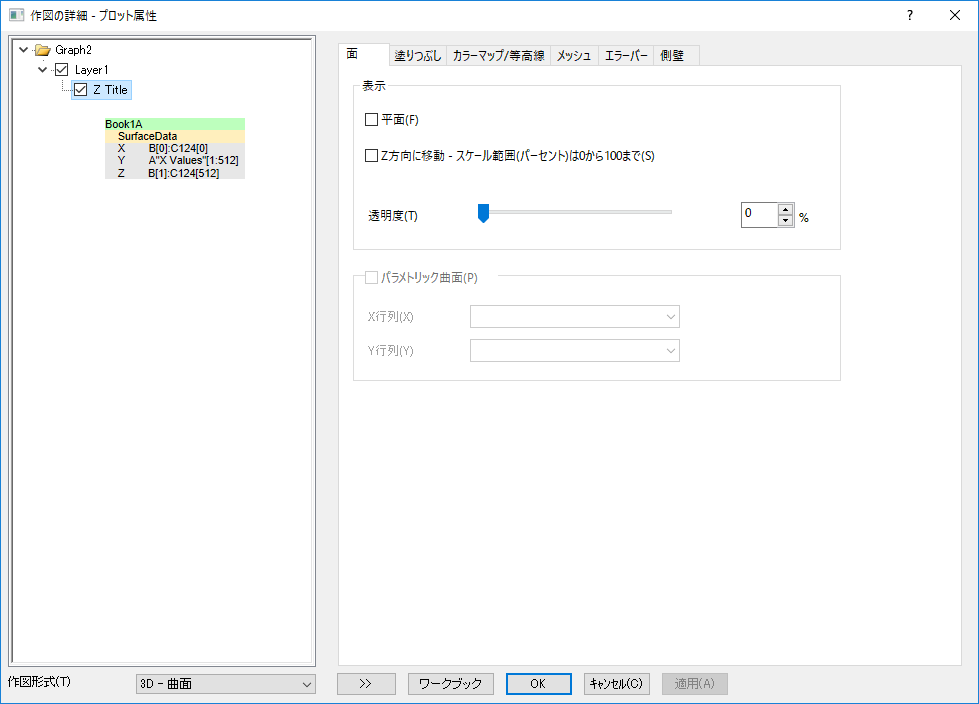 作図の詳細 - プロット属性
?
Graph2
Layer1
Z Title
Book1A
SurfaceData
X B[0]:C124[0]
Y A"X Values"[1:512]
Z B[1]:C124[512]
面 塗りつぶし カラーマップ/等高線 メッシュ エラーバー 側壁
表示
平面(F)
Z方向に移動 - スケール範囲(パーセント)は0から100まで(S)
透明度(T) 0 %
パラメトリック曲面(P)
X行列(X)
Y行列(Y)
作図形式(T) 3D - 曲面 >> ワークブック OK キャンセル(C) 適用(A)